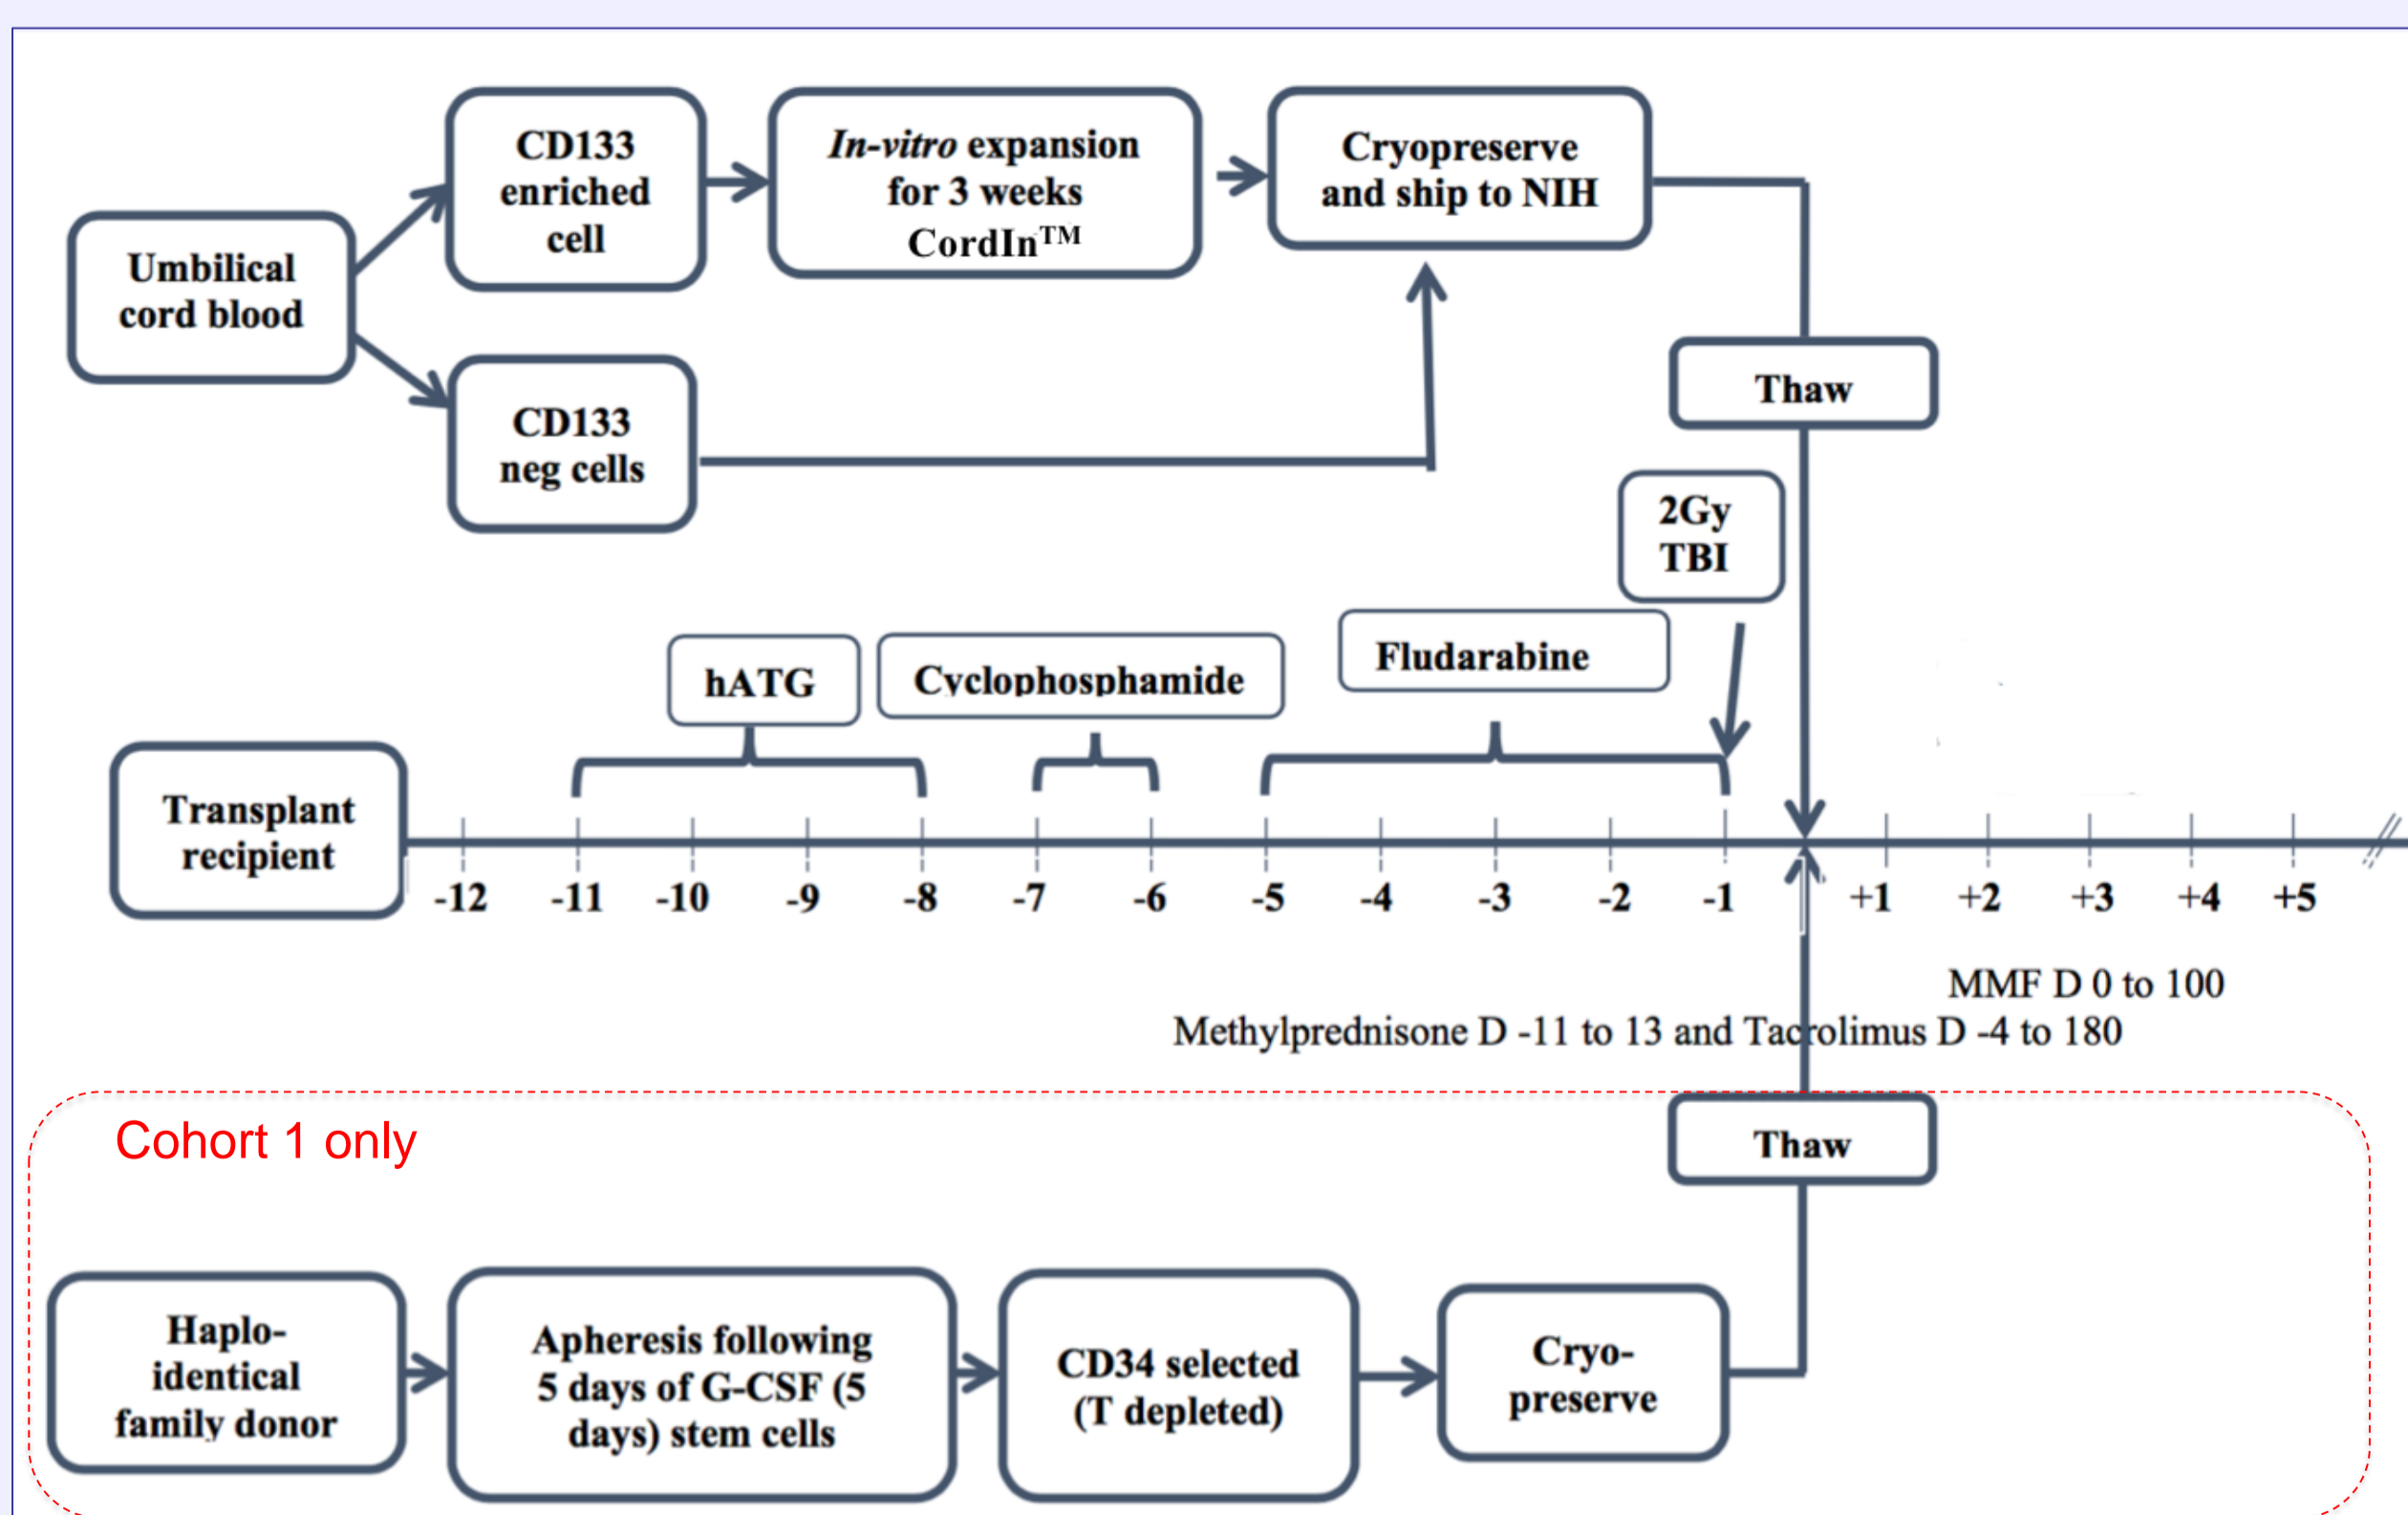 CD133
enriched
cell
In-vitro expansion
for 3 weeks
CordIn™
Cryopreserve
and ship to NIH
Umbilical
cord blood
CD133
neg cells
Thaw
2Gy
TBI
hATG
Cyclophosphamide
Fludarabine
Transplant
recipient
-12 -11 -10 -9 -8 -7 -6 -5 -4 -3 -2 -1 +1 +2 +3 +4 +5
MMF D 0 to 100
Methylprednisone D -11 to 13 and Tacrolimus D -4 to 180
Cohort 1 only
Thaw
Haplo-
identical
family donor
Apheresis following
5 days of G-CSF (5
days) stem cells
CD34 selected
(T depleted)
Cryo-
preserve